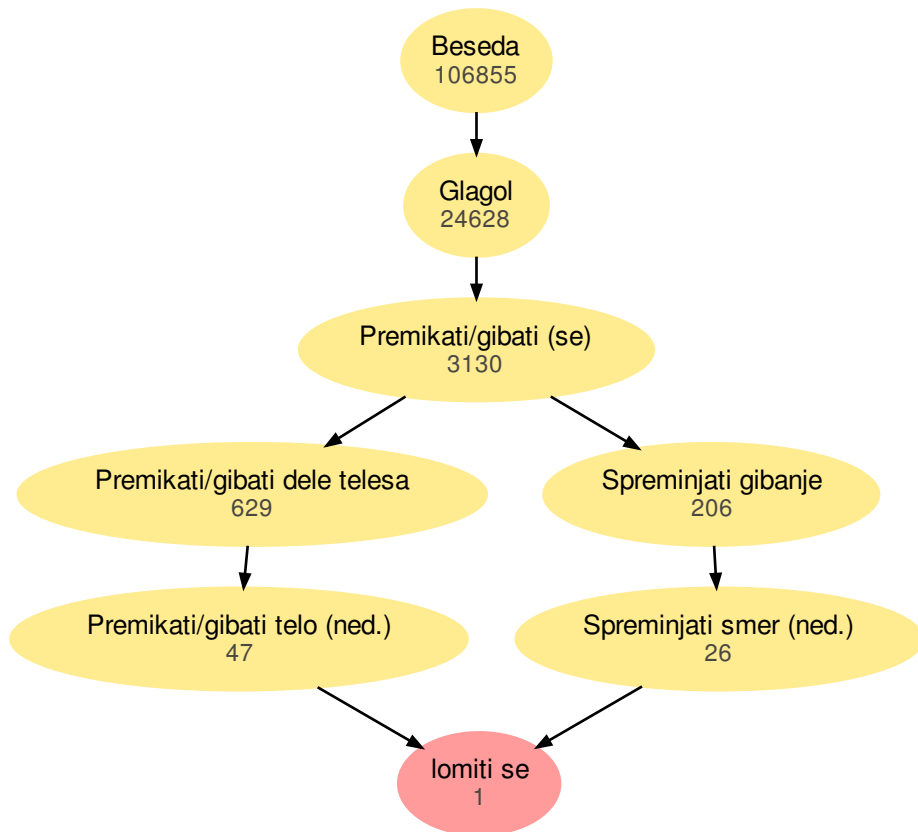 Beseda
106855
Glagol
24628
Premikati/gibati (se)
3130
Premikati/gibati dele telesa
629
Spreminjati gibanje
206
Premikati/gibati telo (ned.)
47
Spreminjati smer (ned.)
26
lomiti se
1